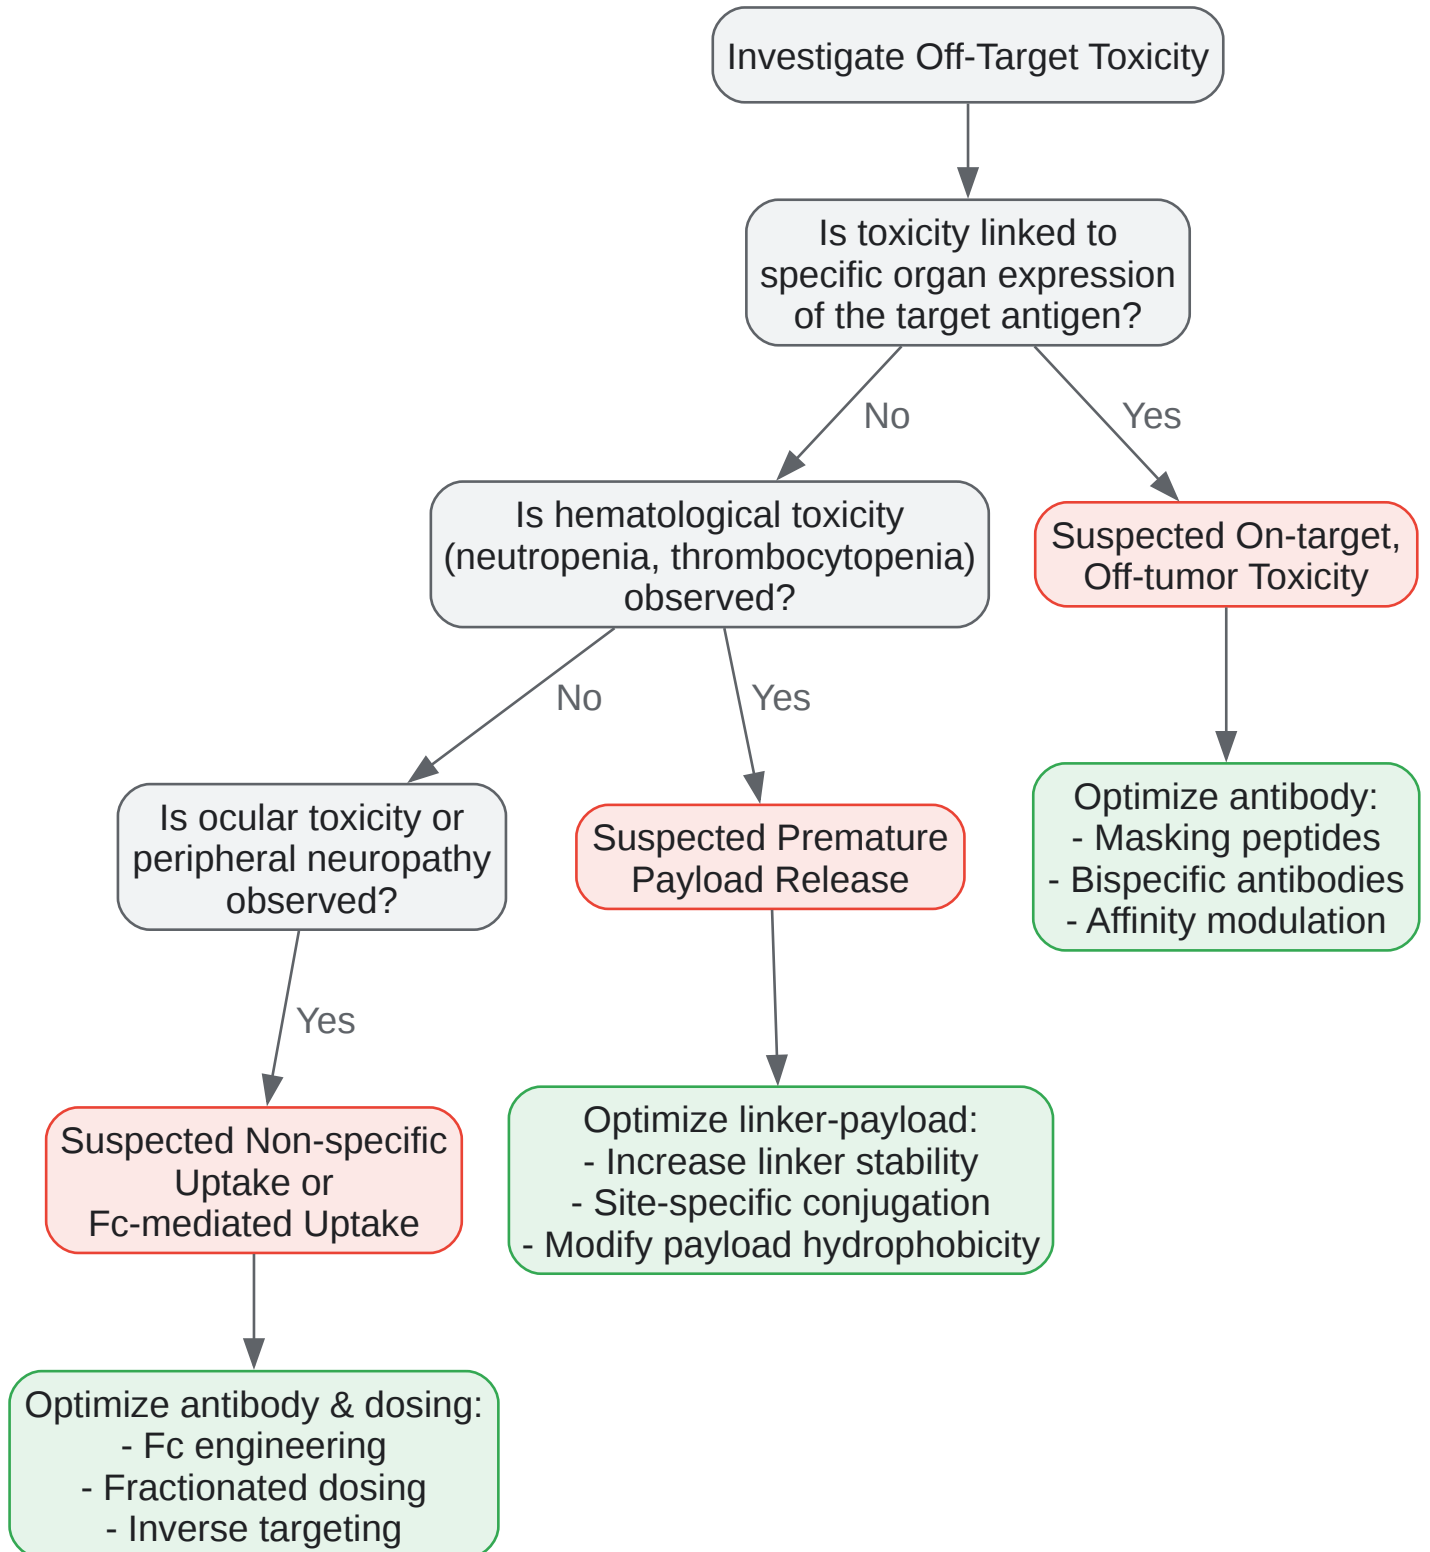 Investigate Off-Target Toxicity
Is toxicity linked to
specific organ expression
of the target antigen?
No
Yes
Is hematological toxicity
(neutropenia, thrombocytopenia)
observed?
Suspected On-target,
Off-tumor Toxicity
No
Yes
Is ocular toxicity or
peripheral neuropathy
observed?
Suspected Premature
Payload Release
Optimize antibody:
- Masking peptides
- Bispecific antibodies
- Affinity modulation
Yes
Suspected Non-specific
Uptake or
Fc-mediated Uptake
Optimize linker-payload:
- Increase linker stability
- Site-specific conjugation
- Modify payload hydrophobicity
Optimize antibody & dosing:
- Fc engineering
- Fractionated dosing
- Inverse targeting